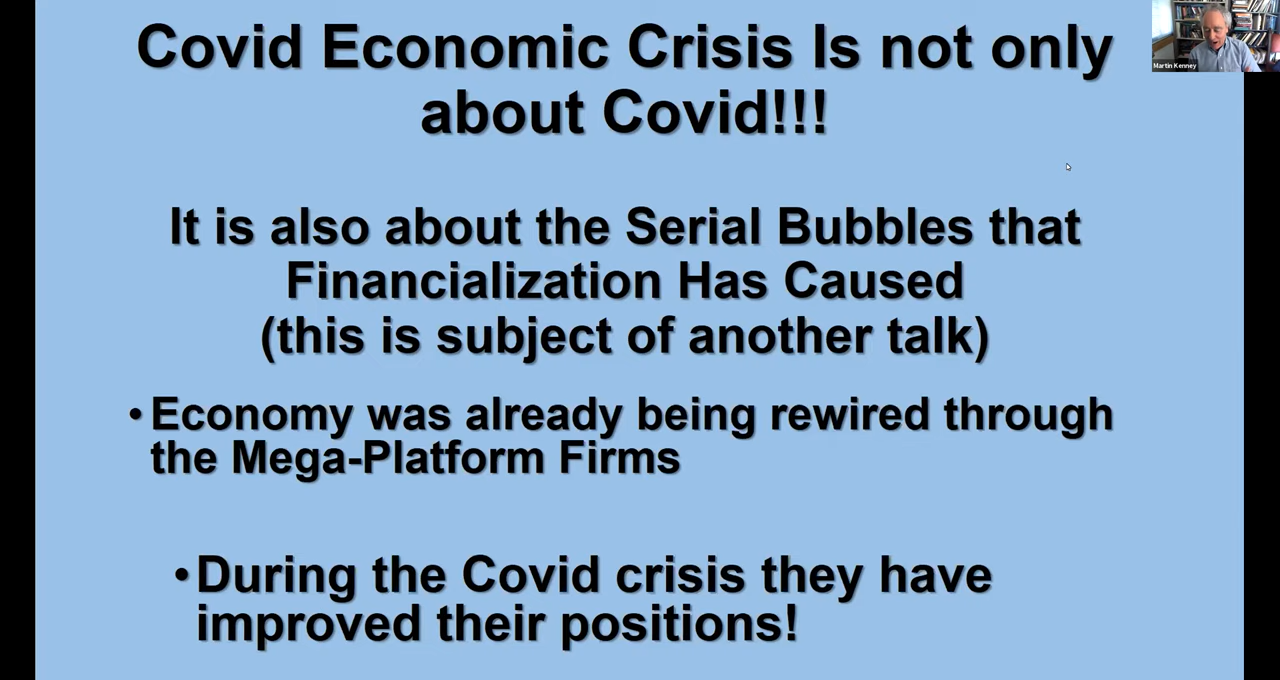 Covid Economic Crisis Is not only
about Covid!!!
Martin Kenney
It is also about the Serial Bubbles that
Financialization Has Caused
(this is subject of another talk)
•Economy was already being rewired through
the Mega-Platform Firms
•During the Covid crisis they have
improved their positions!